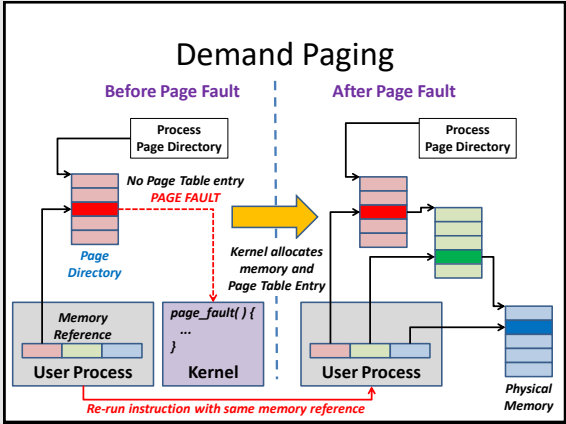 Demand Paging
Before Page Fault
After Page Fault
Process
Page Directory
No Page Table entry
PAGE FAULT
Page
Directory
Memory
Reference
User Process
page_fault( ) {
...
}
Kernel
Kernel allocates
memory and
Page Table Entry
Process
Page Directory
User Process
Physical
Memory
Re-run instruction with same memory reference